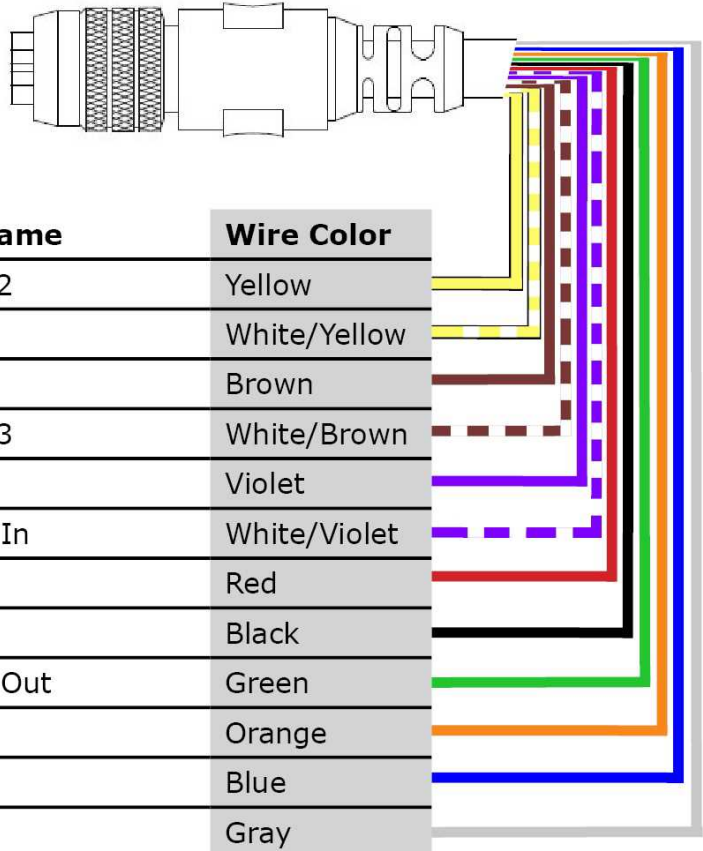 ame Wire Color
2 Yellow
White/Yellow
Brown
3 White/Brown
Violet
In White/Violet
Red
Black
Out Green
Orange
Blue
Gray